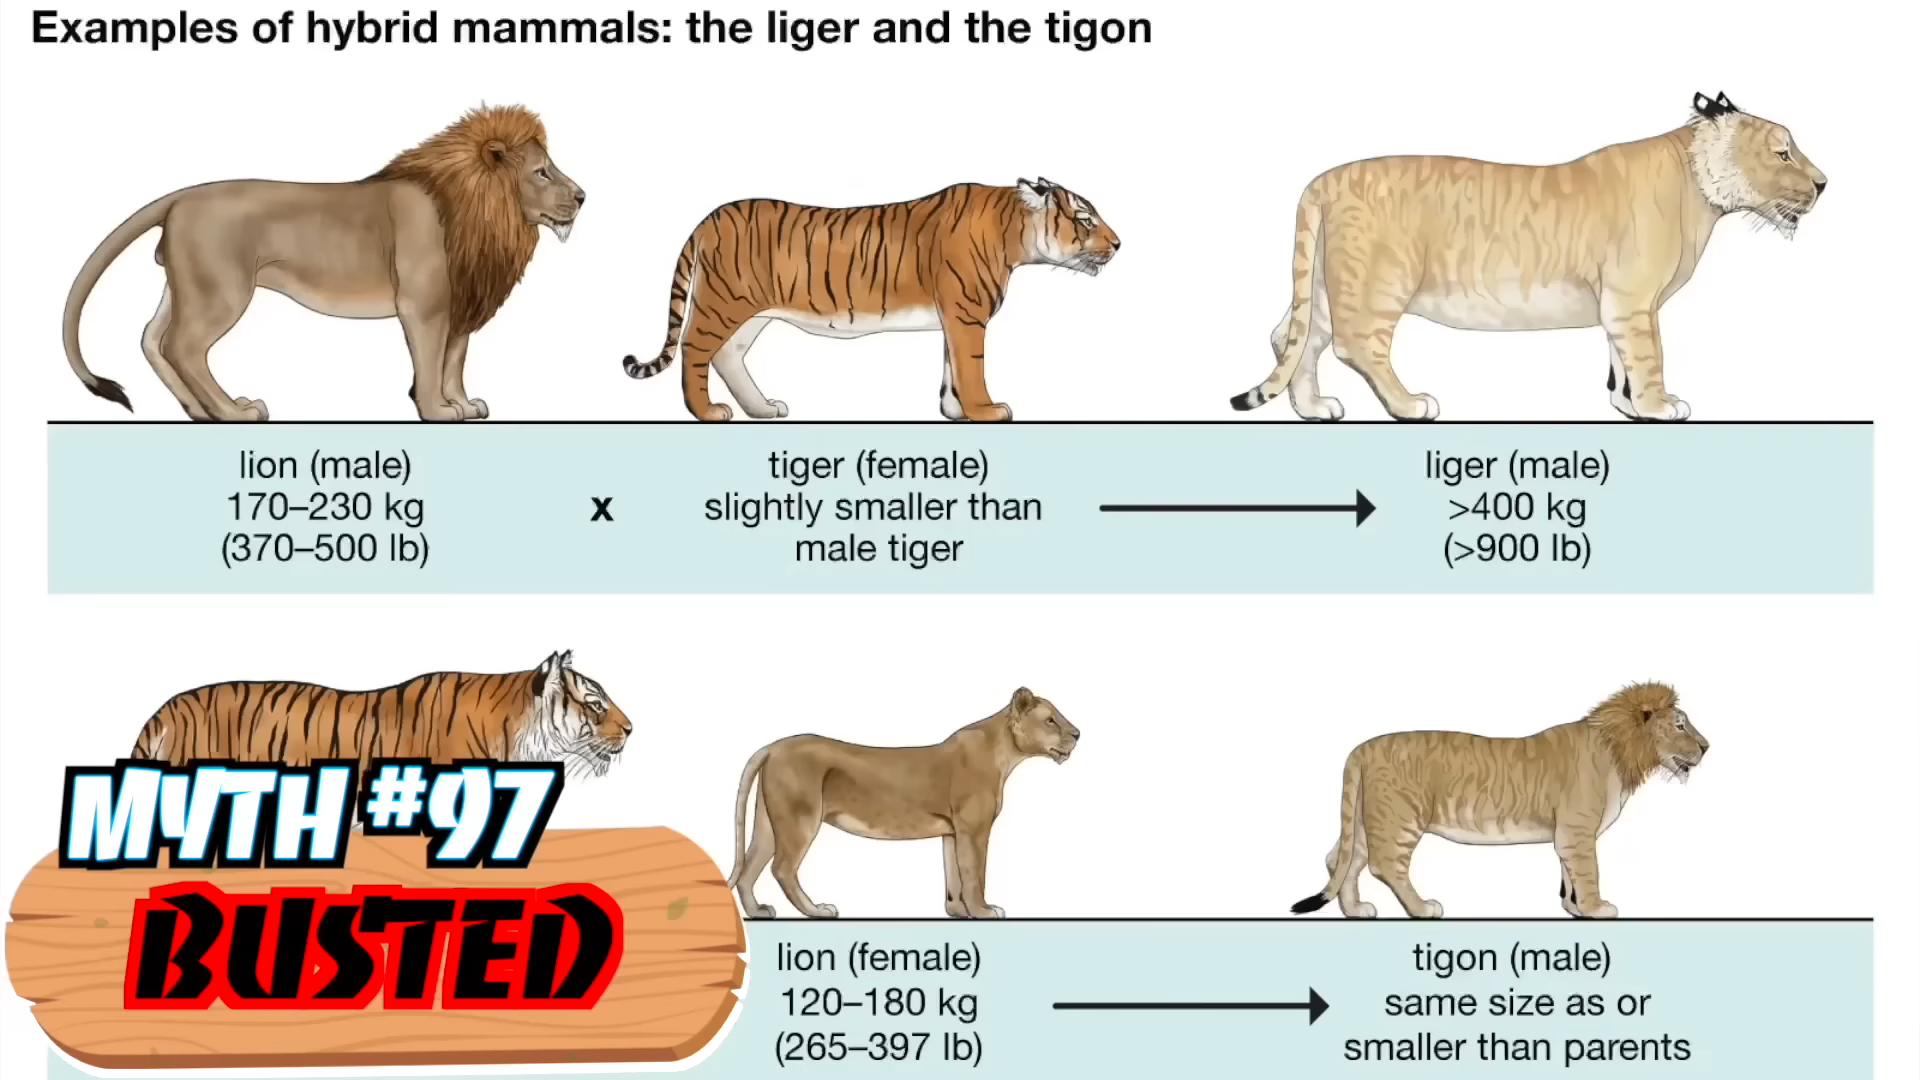 Examples of hybrid mammals: the liger and the tigon
lion (male)
170–230 kg
(370–500 lb)
x
tiger (female)
slightly smaller than
male tiger
liger (male)
>400 kg
(>900 lb)
MYTH #97
BUSTED
lion (female)
120–180 kg
(265–397 lb)
tigon (male)
same size as or
smaller than parents